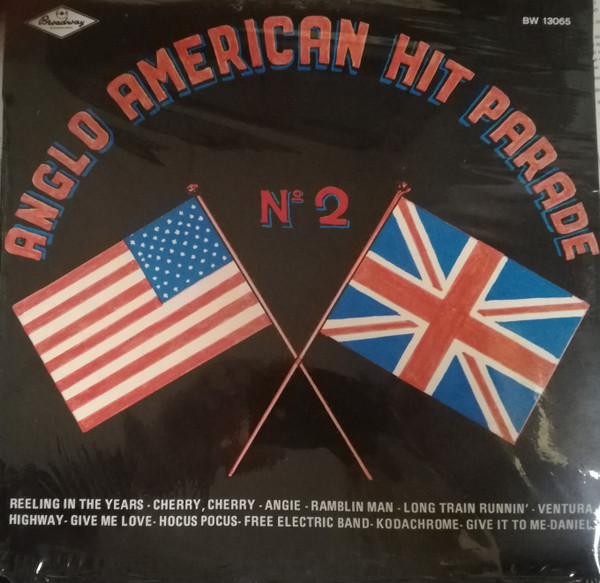 Broadway
BW 13065
ANGLO AMERICAN HIT PARADE
Nº 2
REELING IN THE YEARS - CHERRY, CHERRY - ANGIE - RAMBLIN MAN - LONG TRAIN RUNNIN' - VENTURA
HIGHWAY- GIVE ME LOVE- HOCUS POCUS- FREE ELECTRIC BAND- KODACHROME- GIVE IT TO ME-DANIEL